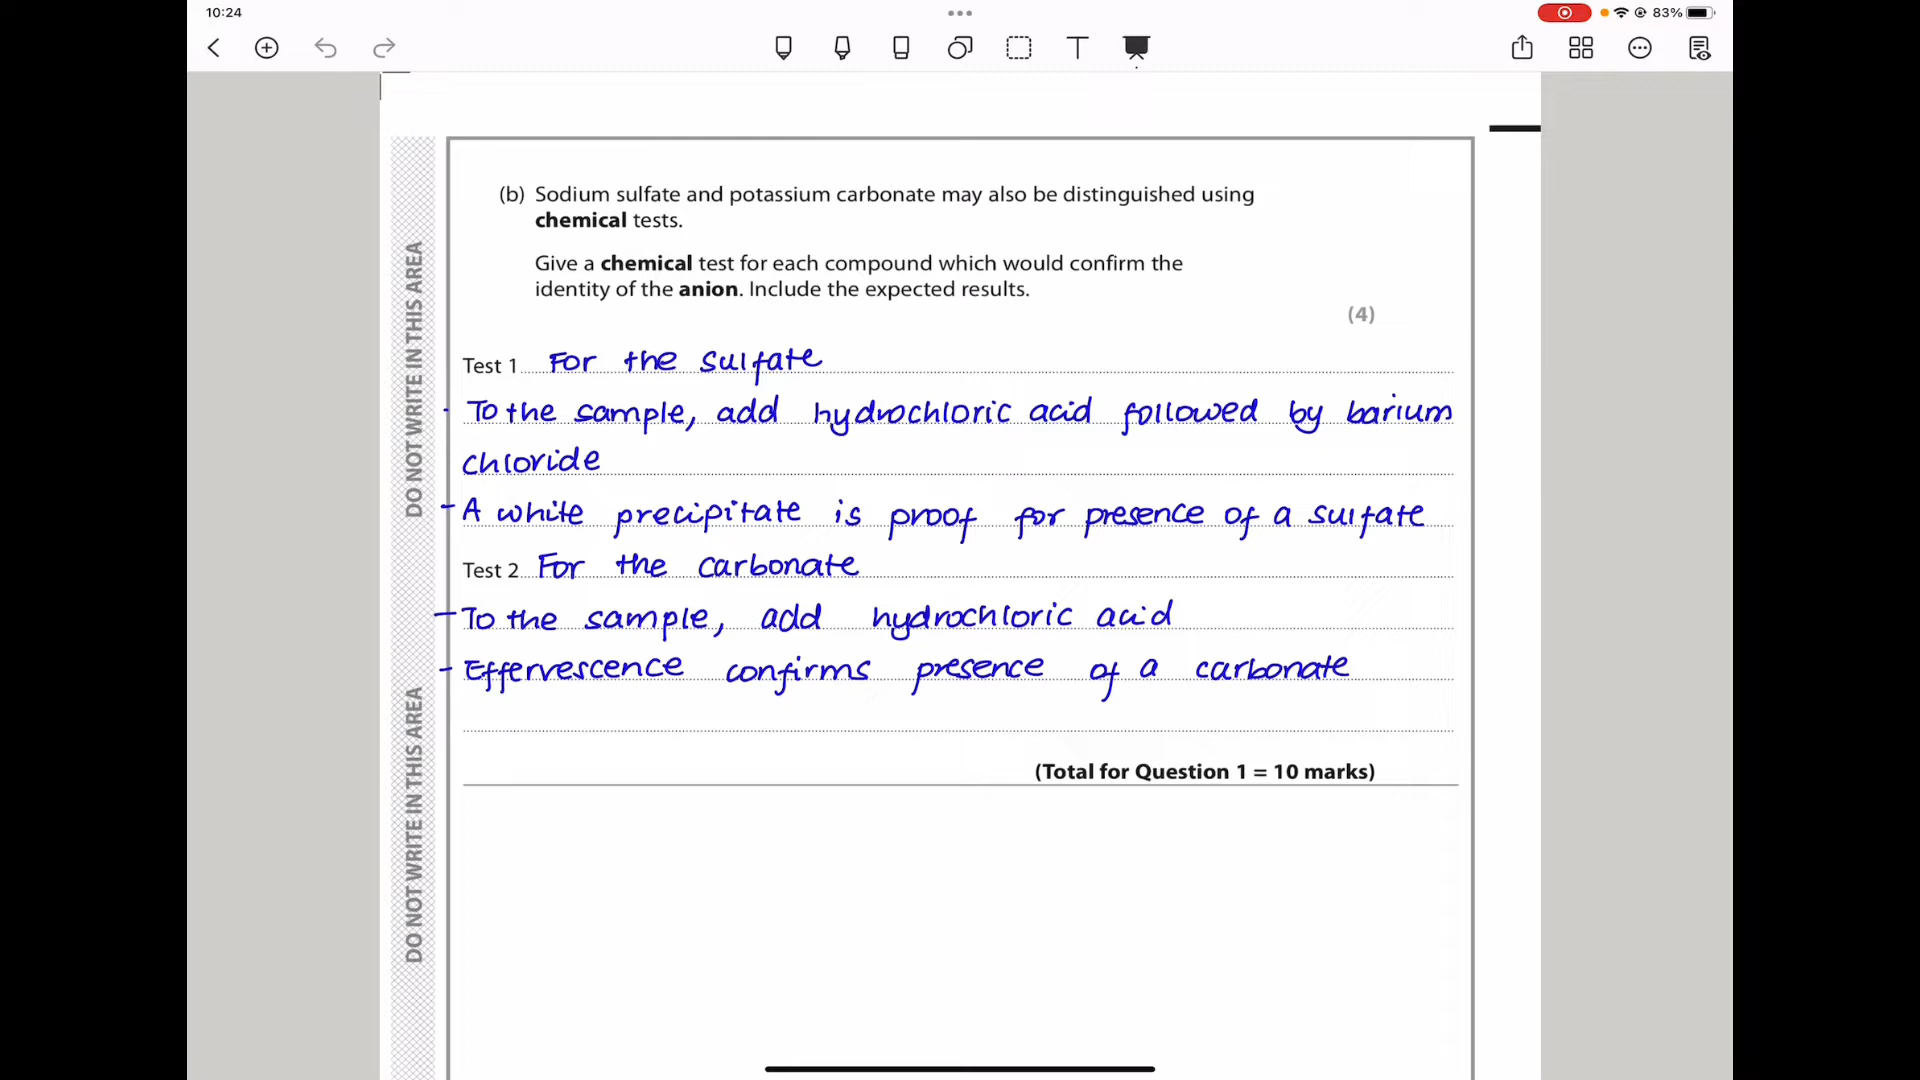 10:24
83%
(b) Sodium sulfate and potassium carbonate may also be distinguished using
chemical tests.
Give a chemical test for each compound which would confirm the
identity of the anion. Include the expected results.
(4)
Test 1 For the sulfate
- To the sample, add hydrochloric acid followed by barium
chloride
- A white precipitate is proof for presence of a sulfate
Test 2 For the carbonate
- To the sample, add hydrochloric acid
- Effervescence confirms presence of a carbonate
(Total for Question 1 = 10 marks)
DO NOT WRITE IN THIS AREA
DO NOT WRITE IN THIS AREA